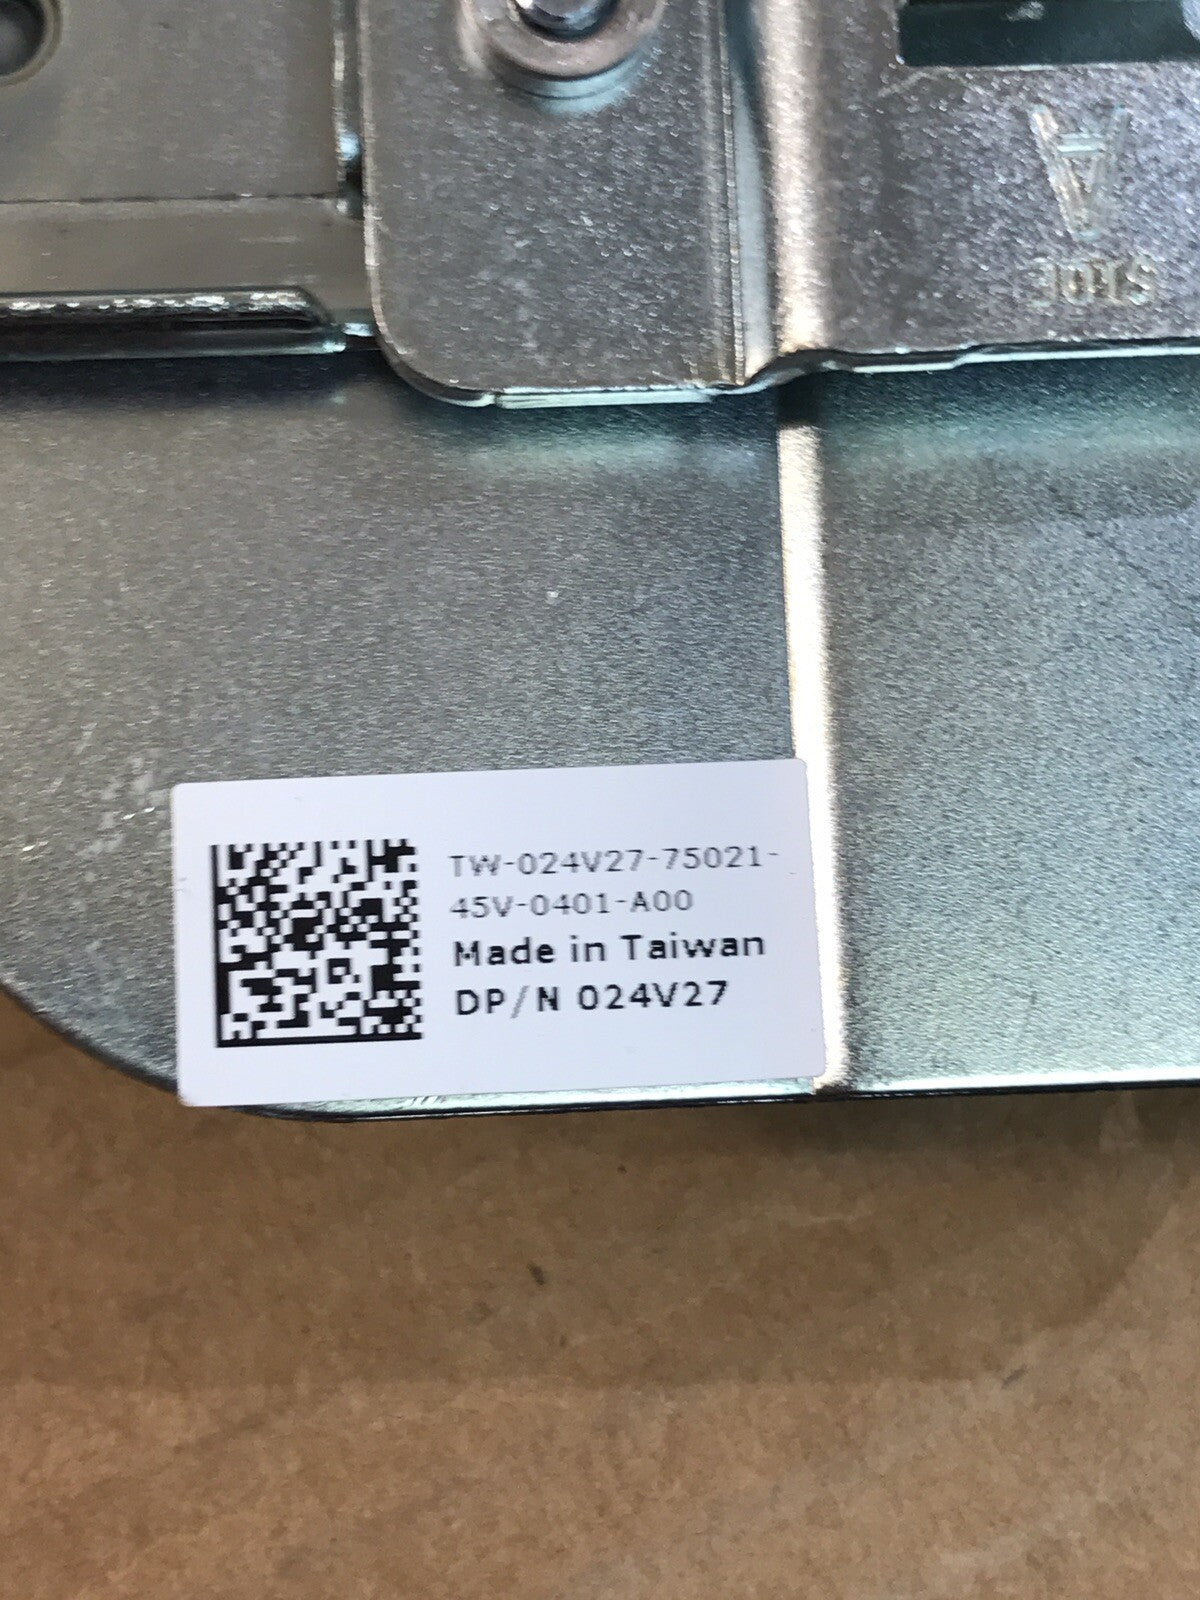 TW-024V27-75021-
45V-0401-A00
Made in Taiwan
DP/N 024V27